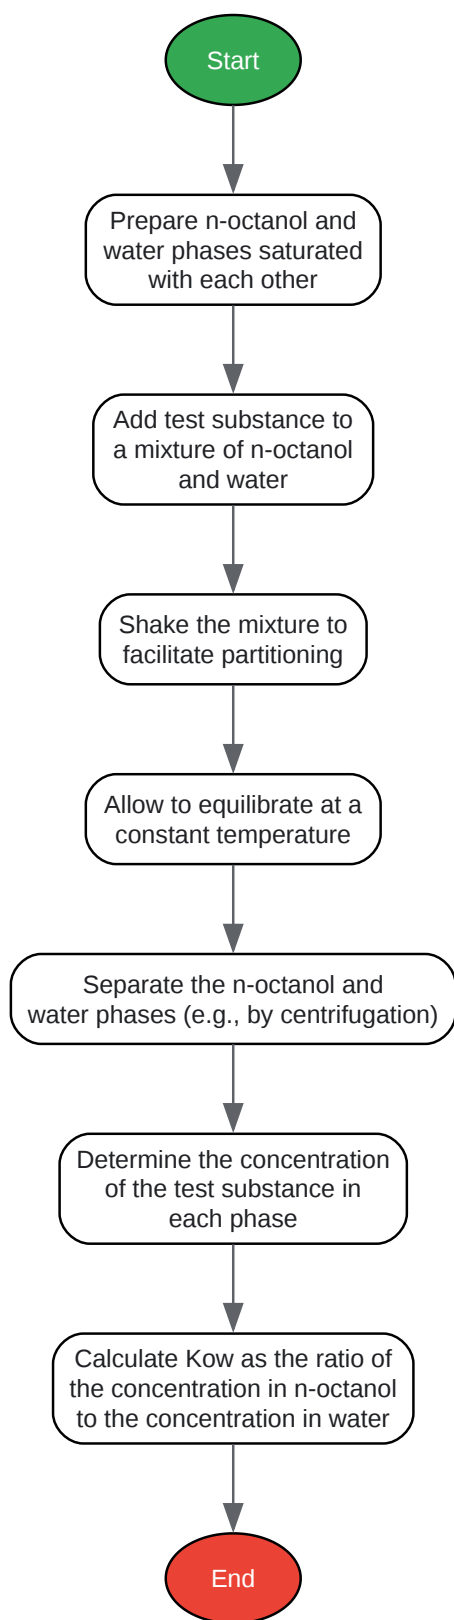 Start
Prepare n-octanol and
water phases saturated
with each other
Add test substance to
a mixture of n-octanol
and water
Shake the mixture to
facilitate partitioning
Allow to equilibrate at a
constant temperature
Separate the n-octanol and
water phases (e.g., by centrifugation)
Determine the concentration
of the test substance in
each phase
Calculate Kow as the ratio of
the concentration in n-octanol
to the concentration in water
End